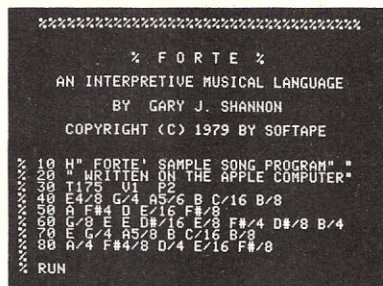 %%%%%%%%%%%%%%%%%%%%%%%%%%%%%%%%%%%
% F O R T E %
AN INTERPRETIVE MUSICAL LANGUAGE
BY GARY J. SHANNON
COPYRIGHT (C) 1979 BY SOFTAPE
% 10 H" FORTE' SAMPLE SONG PROGRAM" "
% 20 " WRITTEN ON THE APPLE COMPUTER"
% 30 T175 V1 P2
% 40 E4/8 G/4 A5/6 B C/16 B/8
% 50 A F#4 D E/16 F#/8
% 60 G/8 E E D#/16 E/8 F#/4 D#/8 B/4
% 70 E G/4 A5/8 B C/16 B/8
% 80 A/4 F#4/8 D/4 E/16 F#/8
%
% RUN